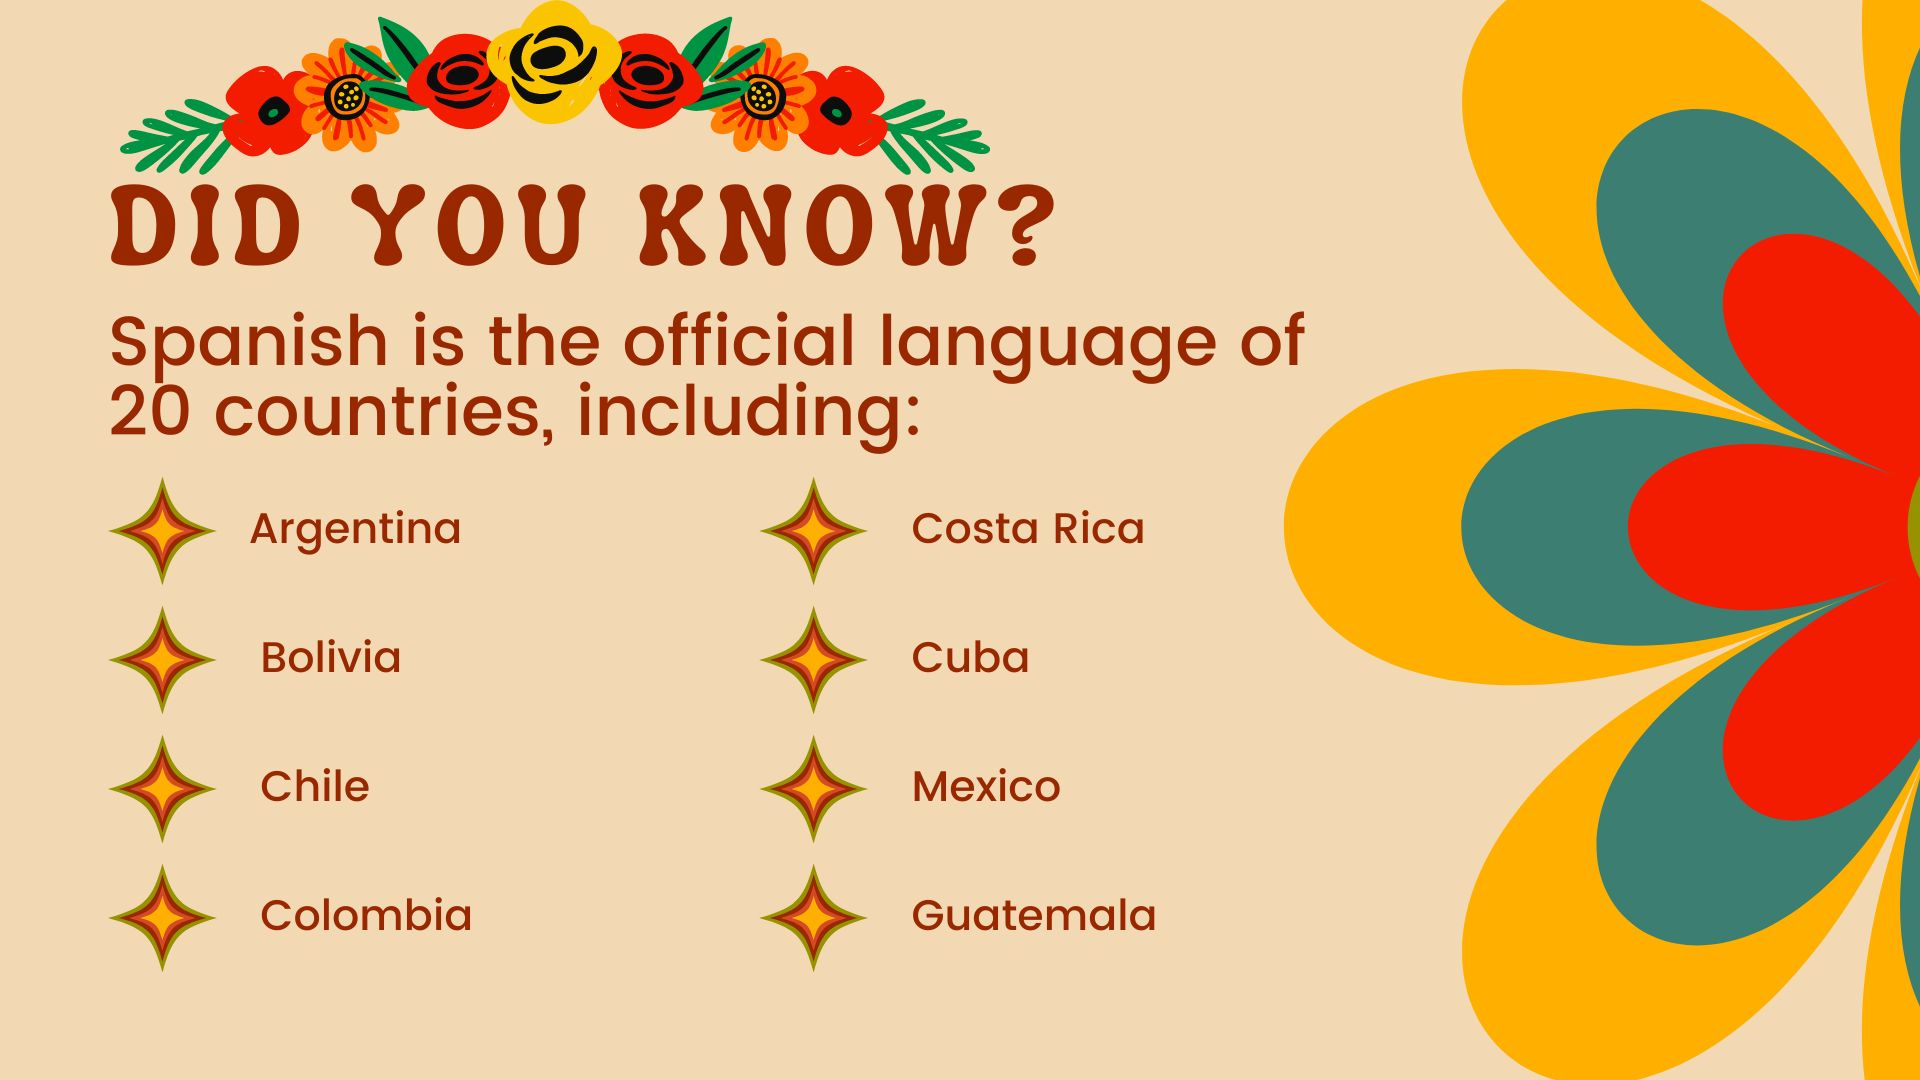 DID YOU KNOW?
Spanish is the official language of
20 countries, including:
Argentina
Bolivia
Chile
Colombia
Costa Rica
Cuba
Mexico
Guatemala